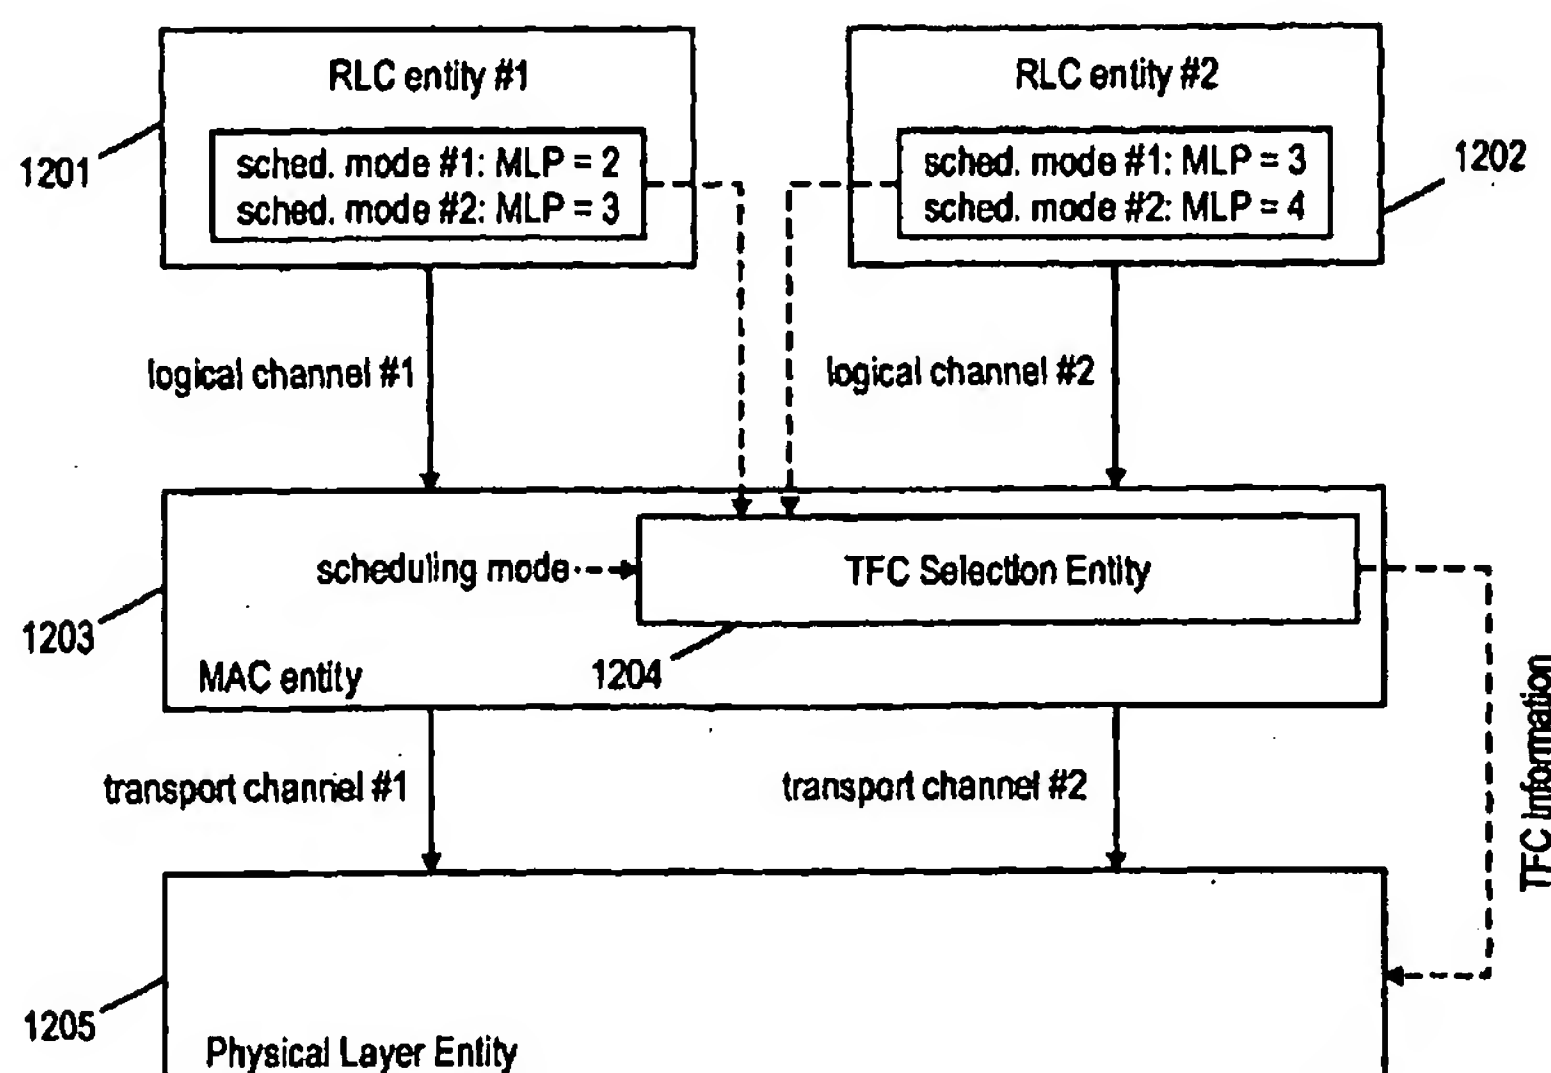 RLC entity #1
RLC entity #2
sched. mode #1: MLP = 2
sched. mode #2: MLP = 3
sched. mode #1: MLP = 3
sched. mode #2: MLP = 4
1201
1202
logical channel #1
logical channel #2
scheduling mode
TFC Selection Entity
1203
MAC entity
1204
transport channel #1
transport channel #2
TFC Information
1205
Physical Layer Entity